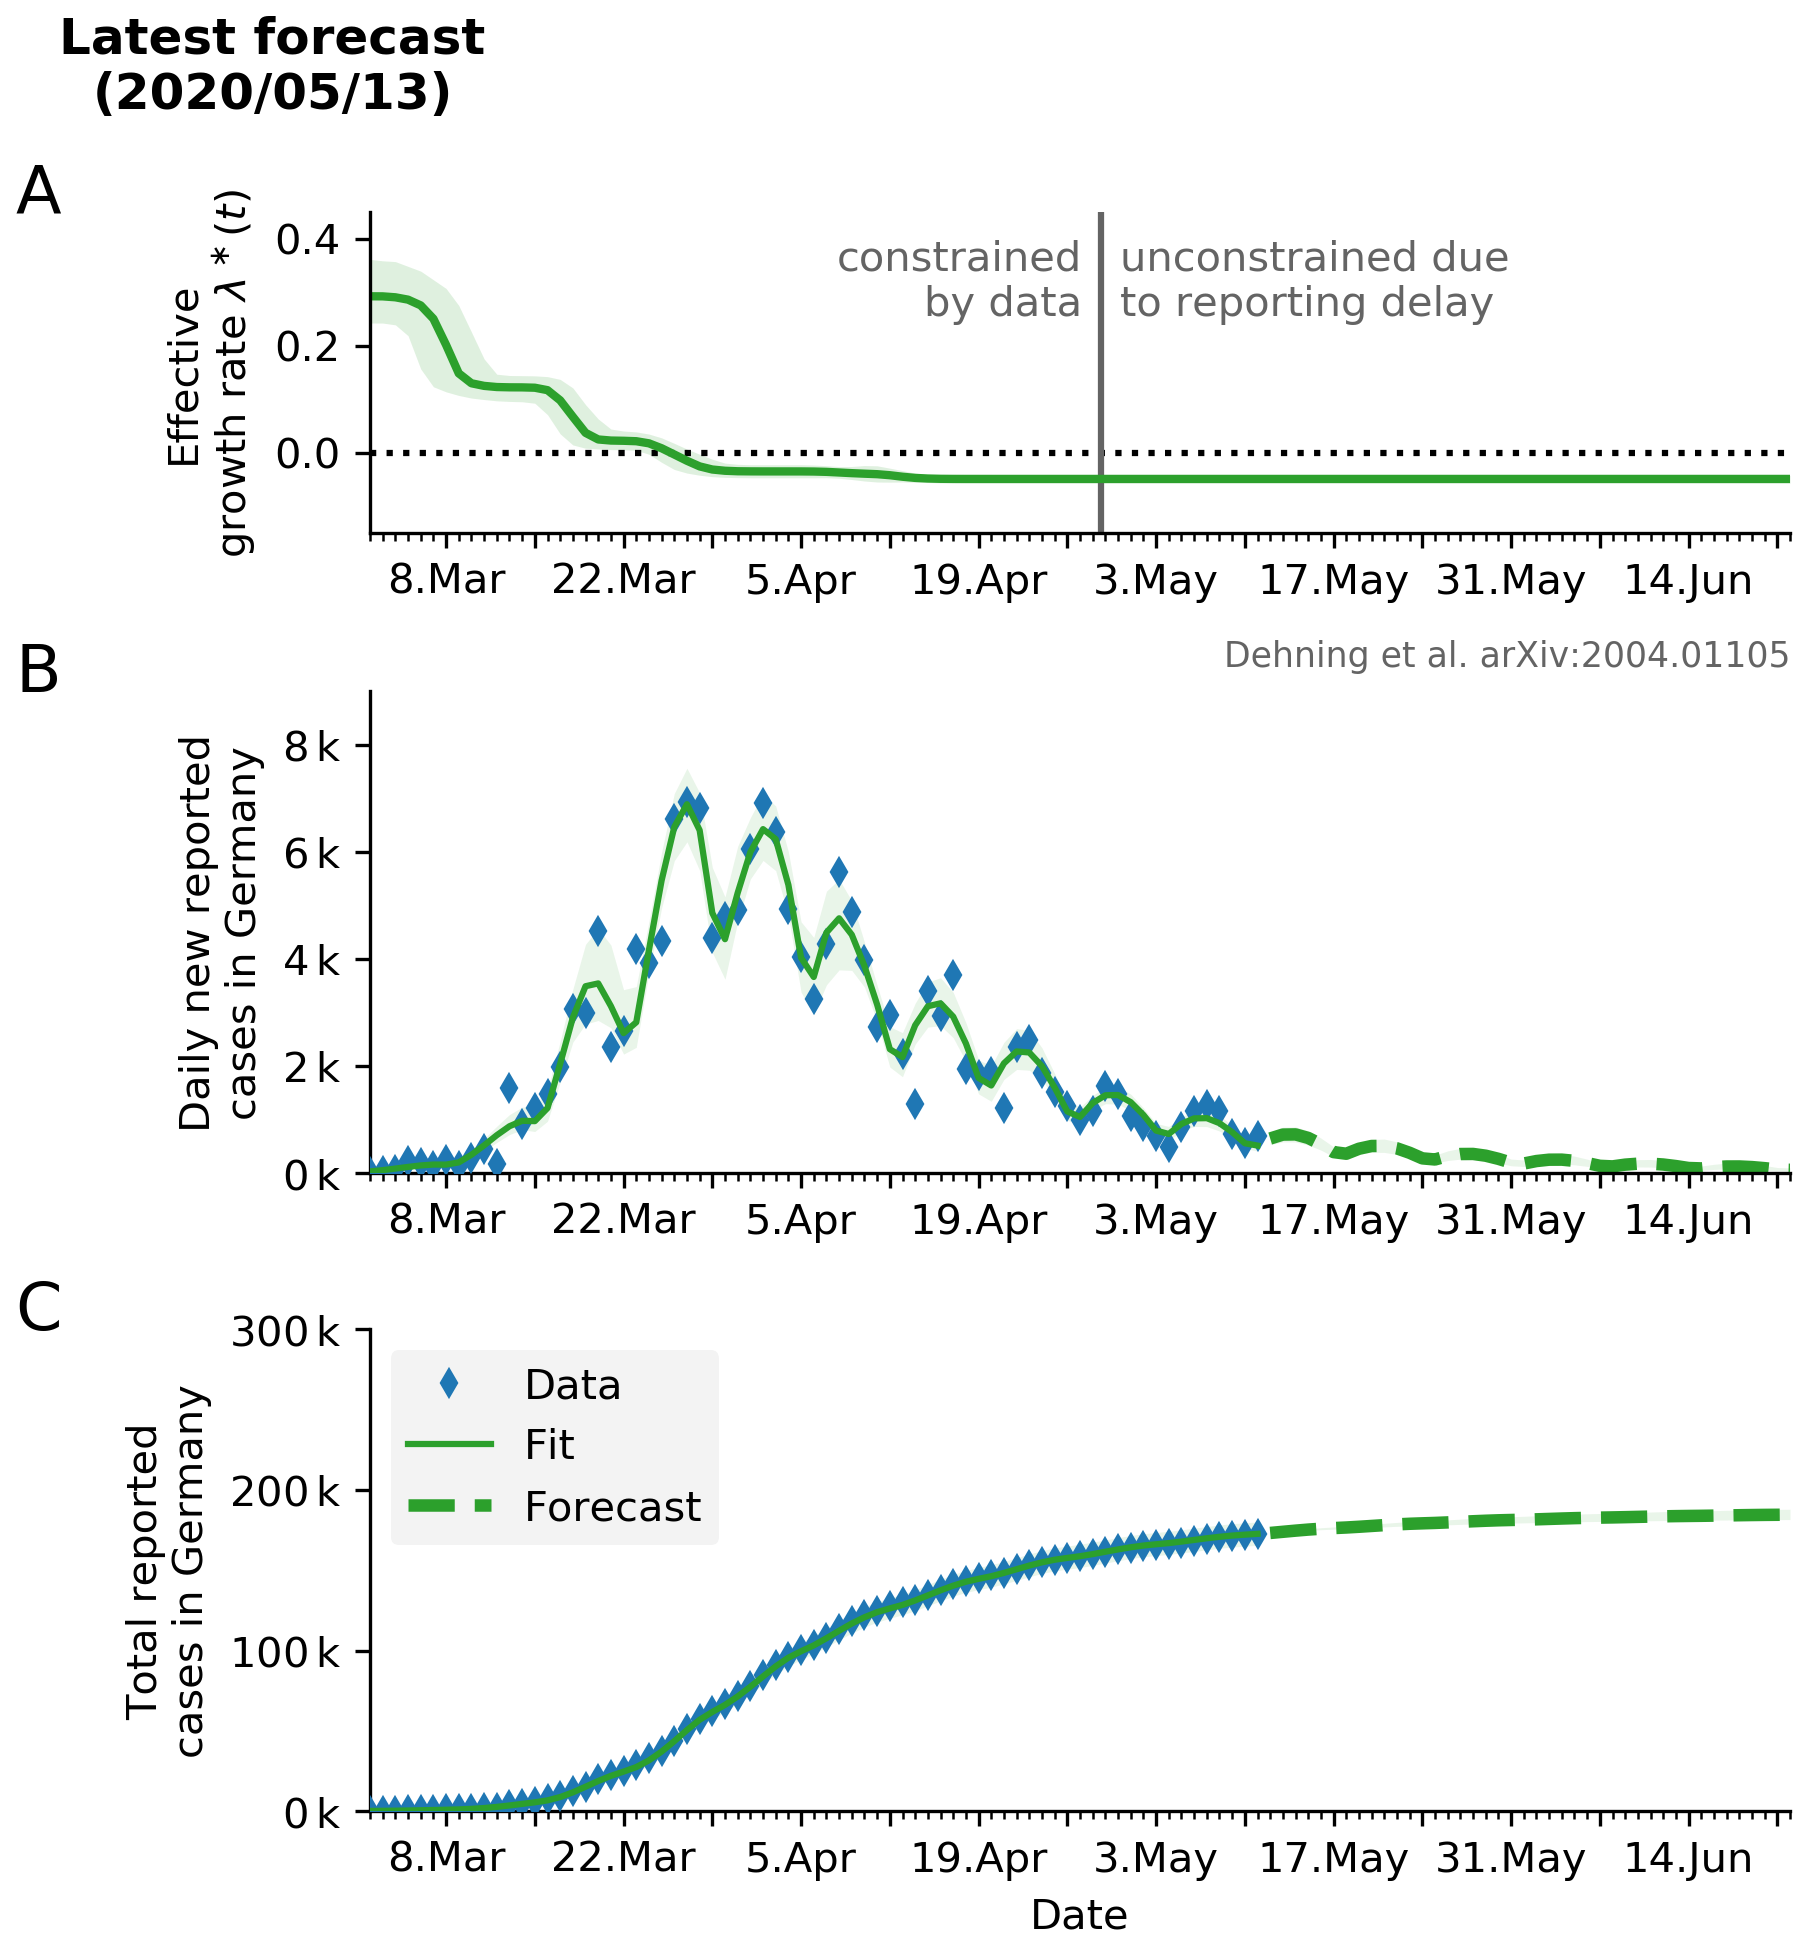 Latest forecast
(2020/05/13)
A
Effective
growth rate λ*(t)
0.4
0.2
0.0
constrained
by data
unconstrained due
to reporting delay
8.Mar 22.Mar 5.Apr 19.Apr 3.May 17.May 31.May 14.Jun
Dehning et al. arXiv:2004.01105
B
Daily new reported
cases in Germany
8 k
6 k
4 k
2 k
0 k
8.Mar 22.Mar 5.Apr 19.Apr 3.May 17.May 31.May 14.Jun
C
Total reported
cases in Germany
300 k
200 k
100 k
0 k
Data
Fit
Forecast
8.Mar 22.Mar 5.Apr 19.Apr 3.May 17.May 31.May 14.Jun
Date